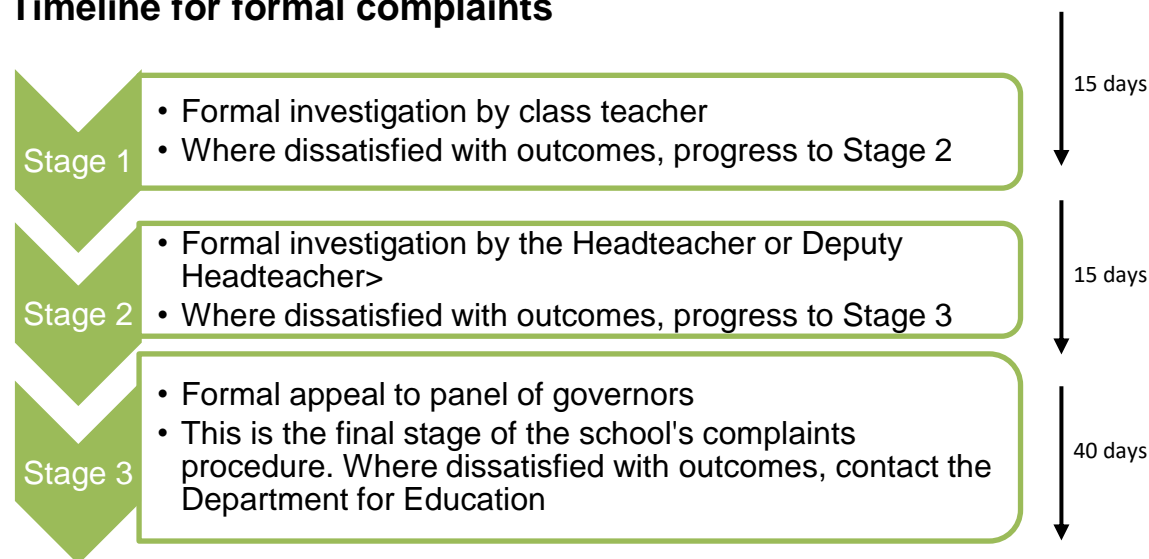 Timeline for formal complaints
15 days
• Formal investigation by class teacher
Stage 1
• Where dissatisfied with outcomes, progress to Stage 2
• Formal investigation by the Headteacher or Deputy
Headteacher>
15 days
Stage 2
• Where dissatisfied with outcomes, progress to Stage 3
• Formal appeal to panel of governors
• This is the final stage of the school's complaints
procedure. Where dissatisfied with outcomes, contact the
Department for Education
Stage 3
40 days